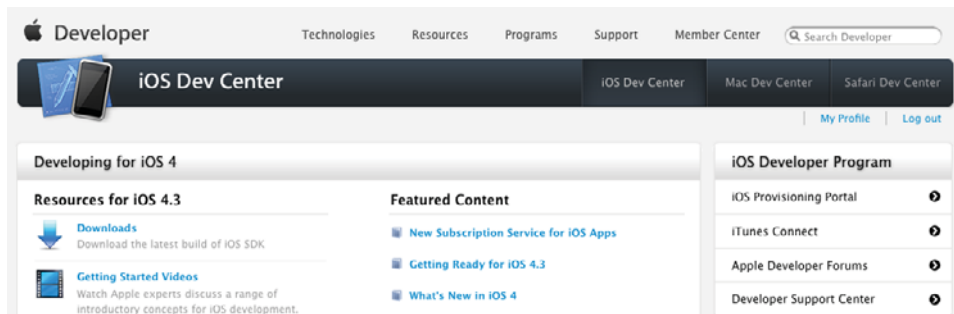 Developer
Technologies Resources Programs Support Member Center Search Developer
iOS Dev Center
iOS Dev Center Mac Dev Center Safari Dev Center
My Profile Log out
Developing for iOS 4
Resources for iOS 4.3
Downloads
Download the latest build of iOS SDK
Getting Started Videos
Watch Apple experts discuss a range of
introductory concepts for iOS development.
Featured Content
New Subscription Service for iOS Apps
Getting Ready for iOS 4.3
What's New in iOS 4
iOS Developer Program
iOS Provisioning Portal
iTunes Connect
Apple Developer Forums
Developer Support Center